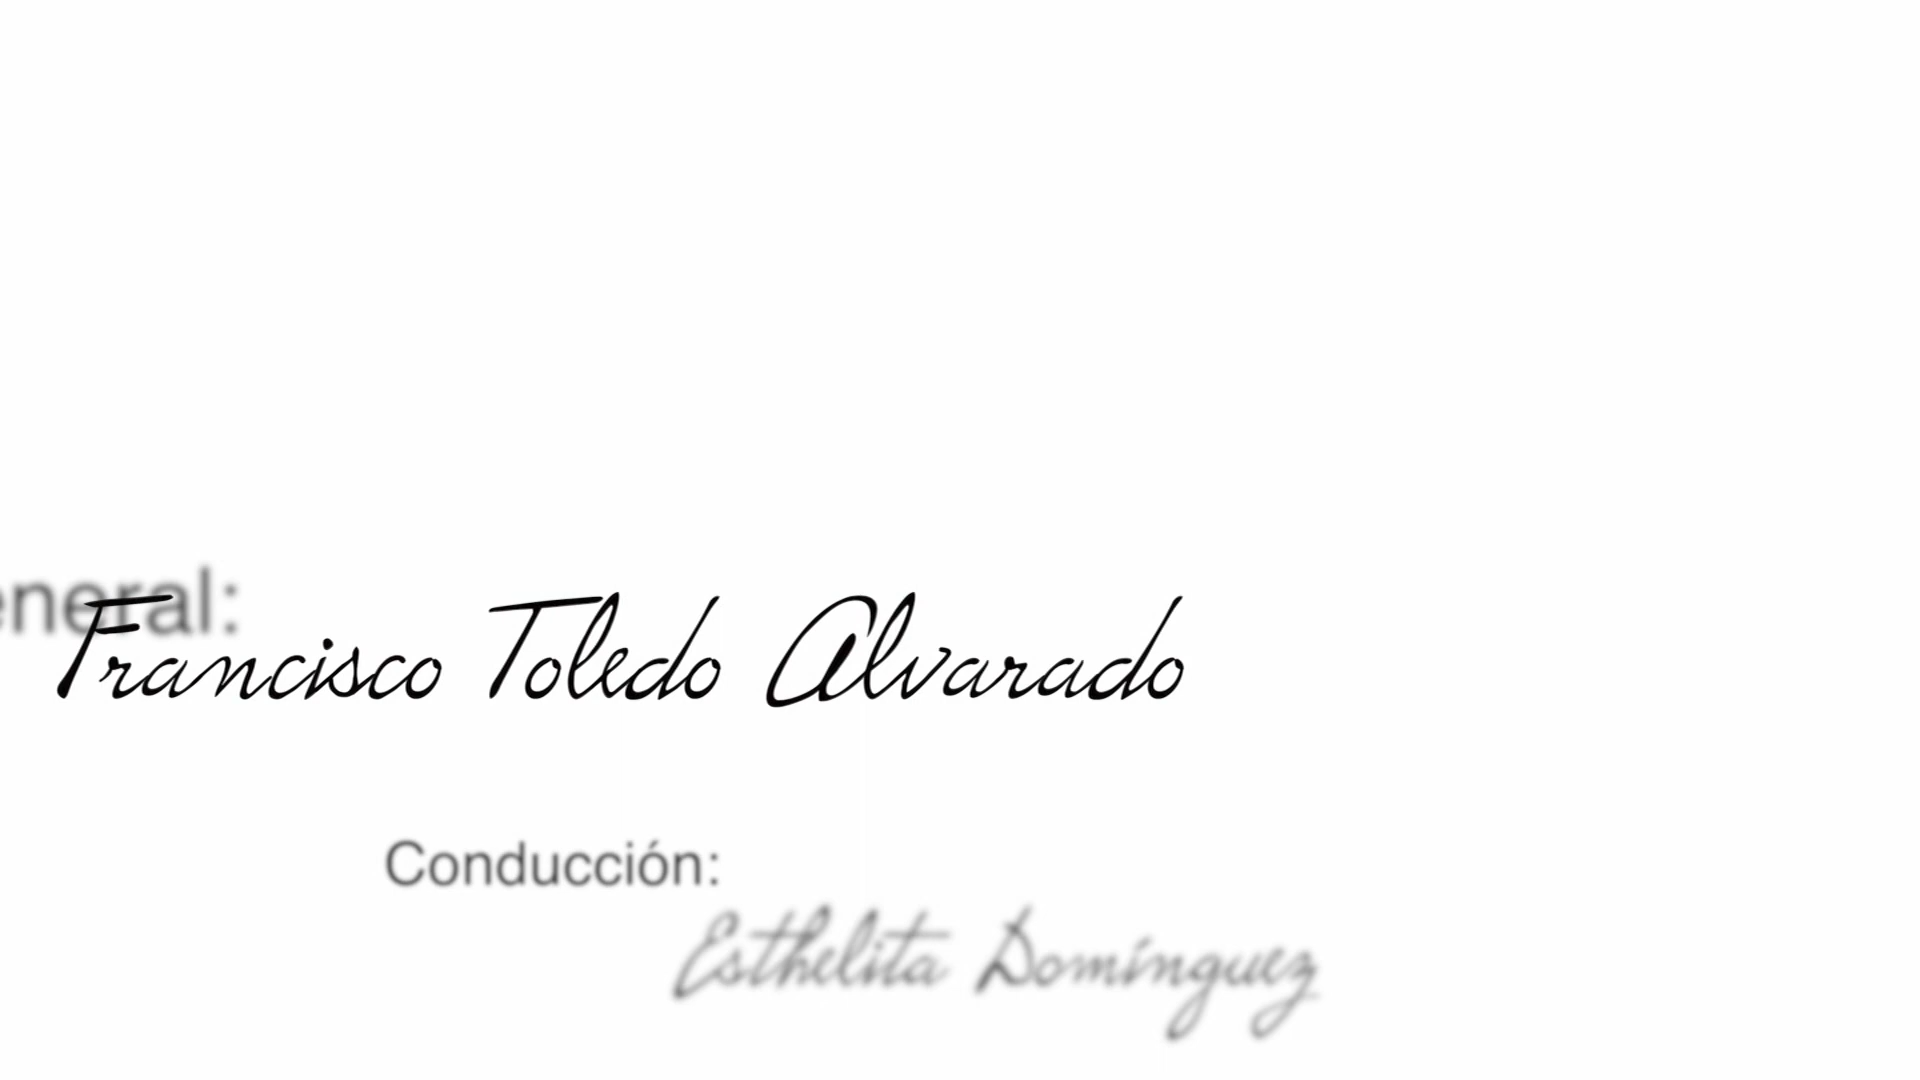 eneral:
Francisco Toledo Alvarado
Conducción:
Esthelita Domínguez